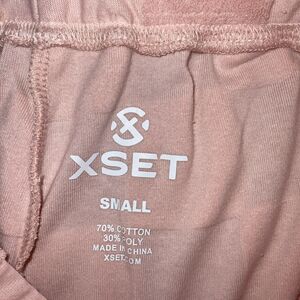 XSET
SMALL
70% COTTON
30% POLY
MADE IN CHINA
XSET.COM